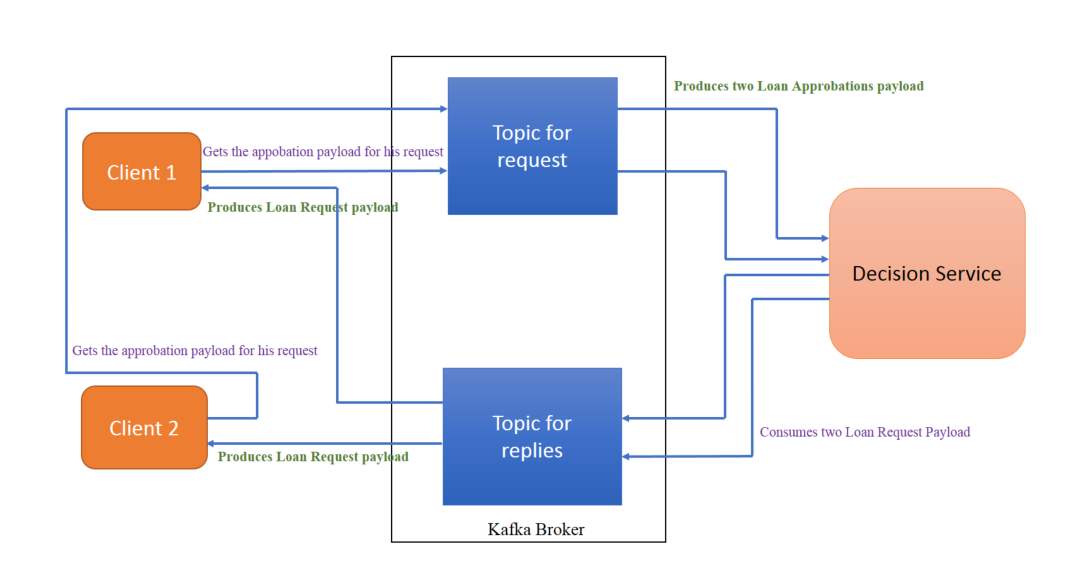 Produces two Loan Approbations payload
Topic for
request
Gets the appobation payload for his request
Client 1
Produces Loan Request payload
Decision Service
Gets the approbation payload for his request
Client 2
Topic for
replies
Consumes two Loan Request Payload
Produces Loan Request payload
Kafka Broker